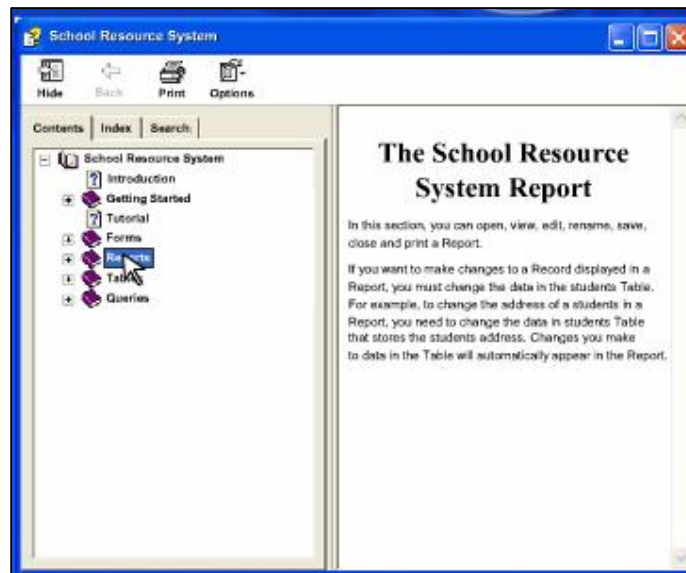 School Resource System
Hide Back Print Options
Contents Index Search
School Resource System
Introduction
Getting Started
Tutorial
Forms
Reports
Tables
Queries
The School Resource
System Report
In this section, you can open, view, edit, rename, save,
close and print a Report.
If you want to make changes to a Record displayed in a
Report, you must change the data in the students Table.
For example, to change the address of a students in a
Report, you need to change the data in students Table
that stores the students address. Changes you make
to data in the Table will automatically appear in the Report.